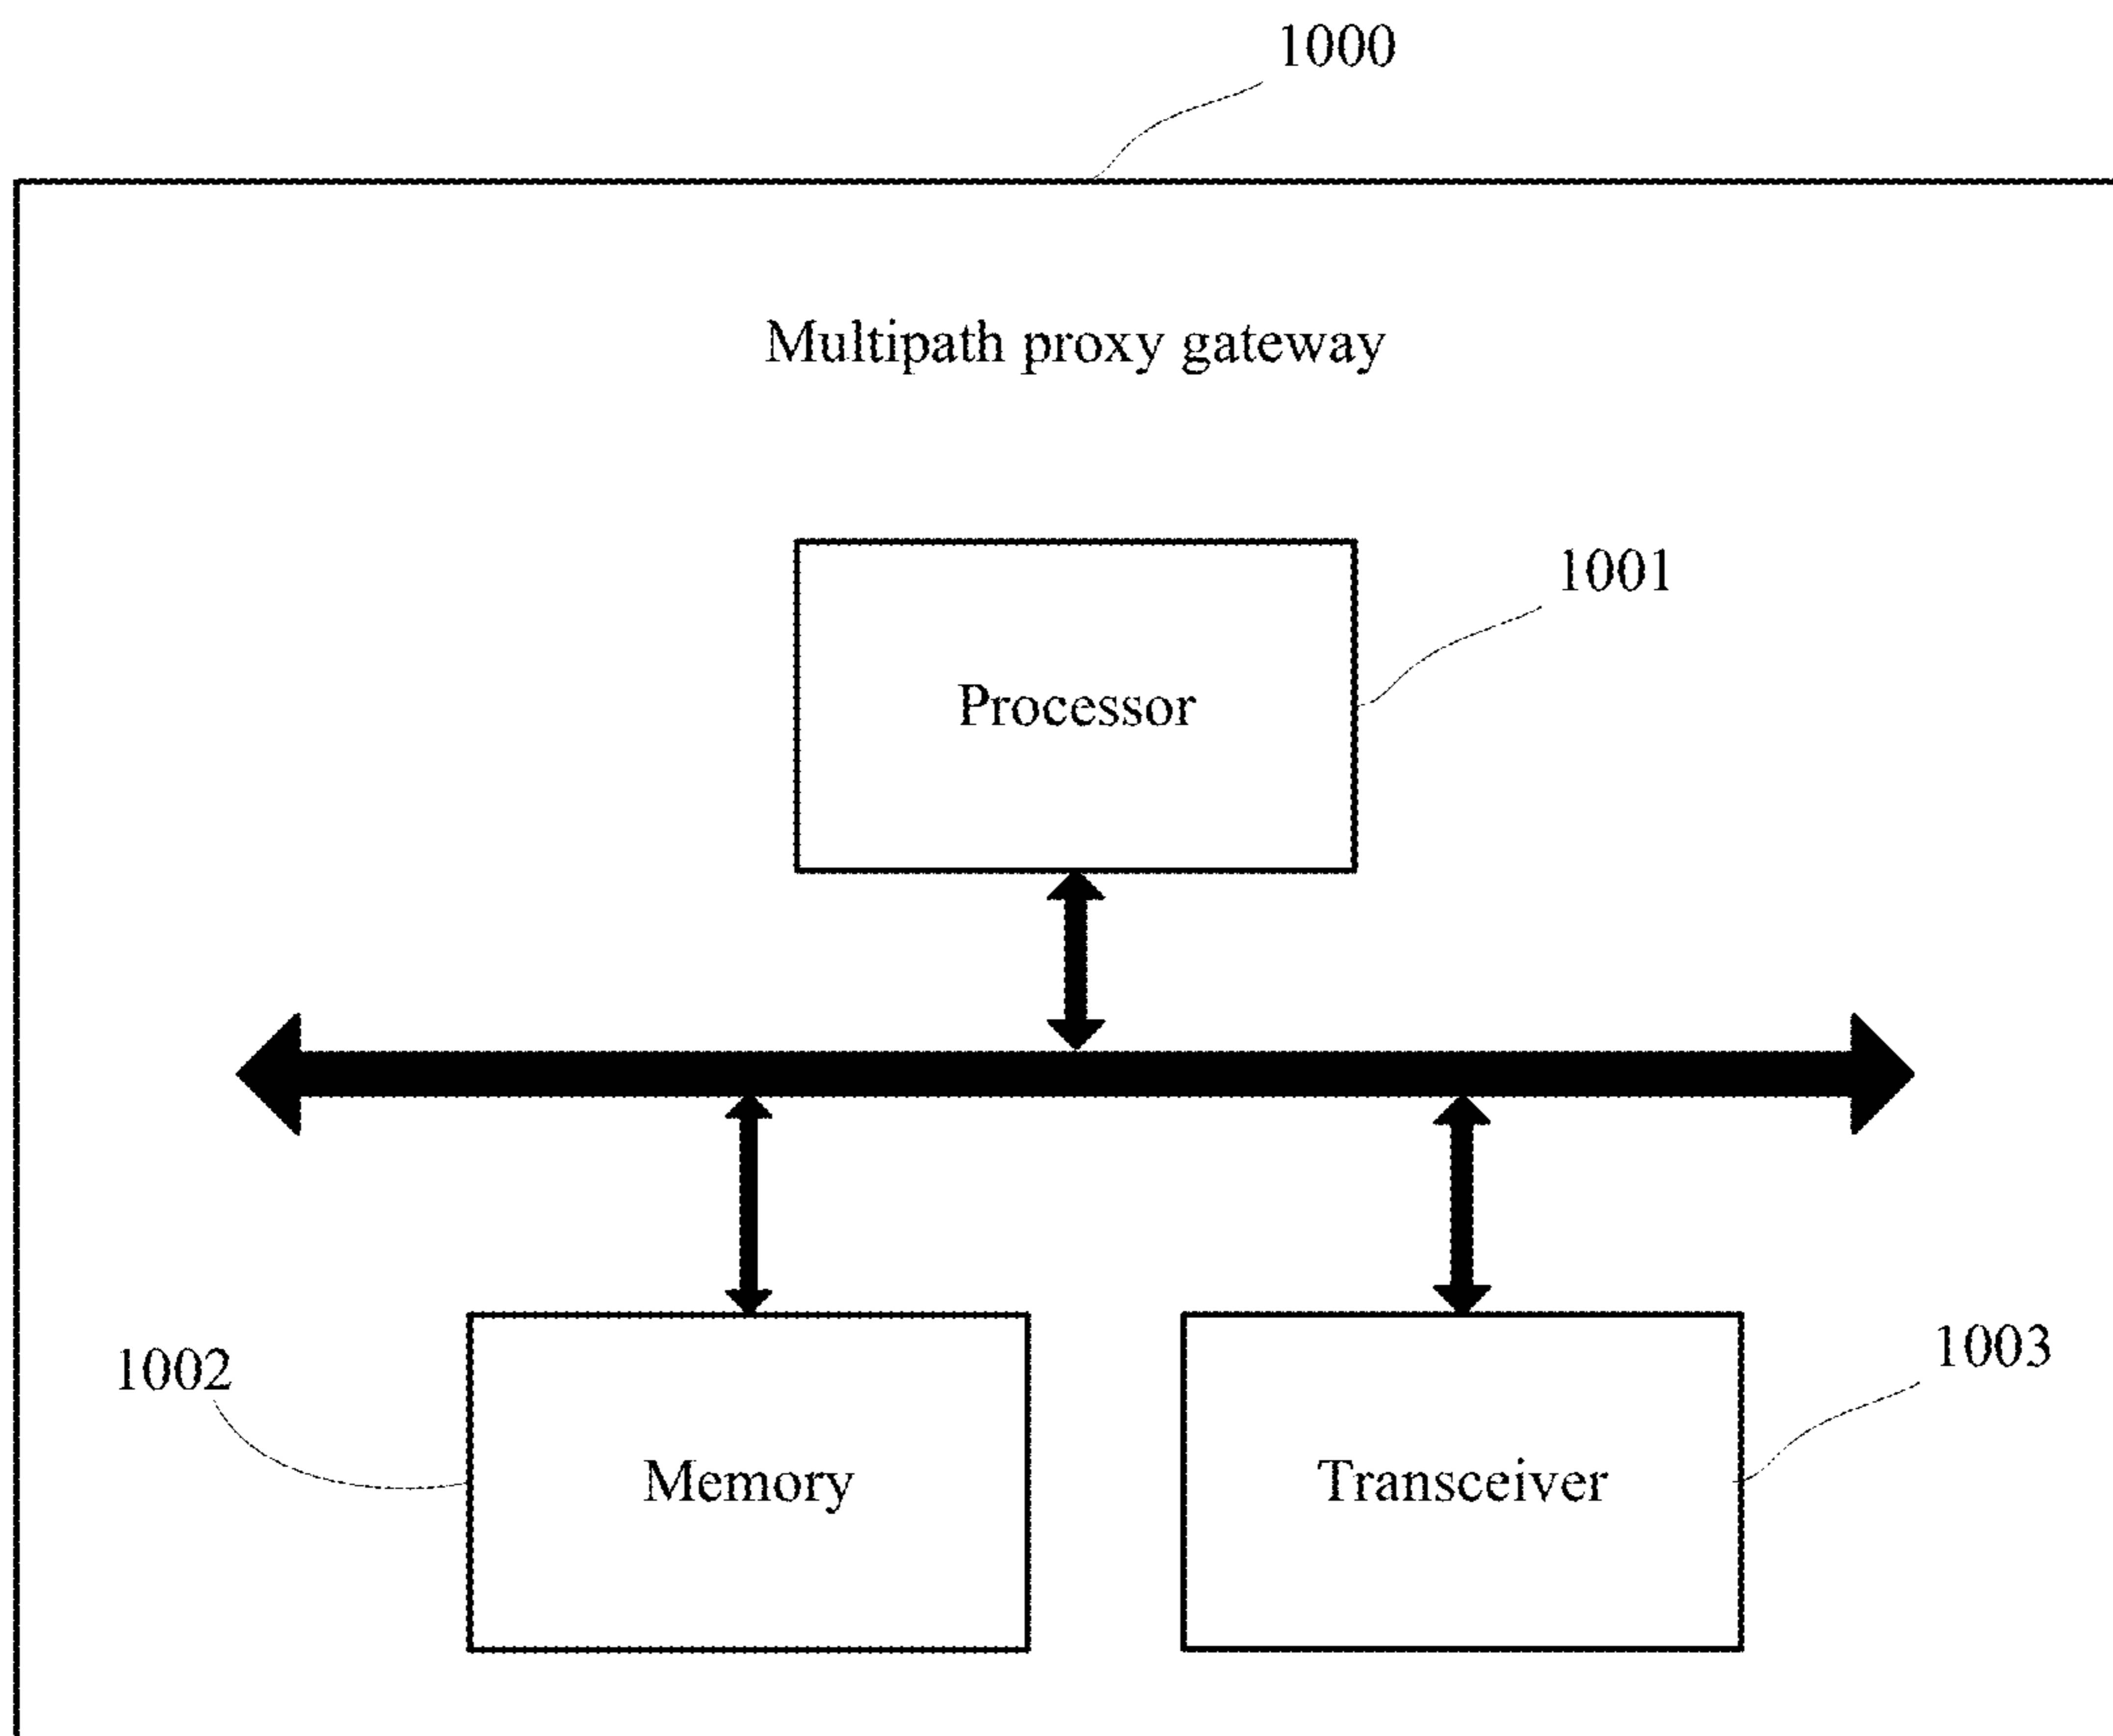 1000
Multipath proxy gateway
1001
Processor
1002
1003
Memory
Transceiver